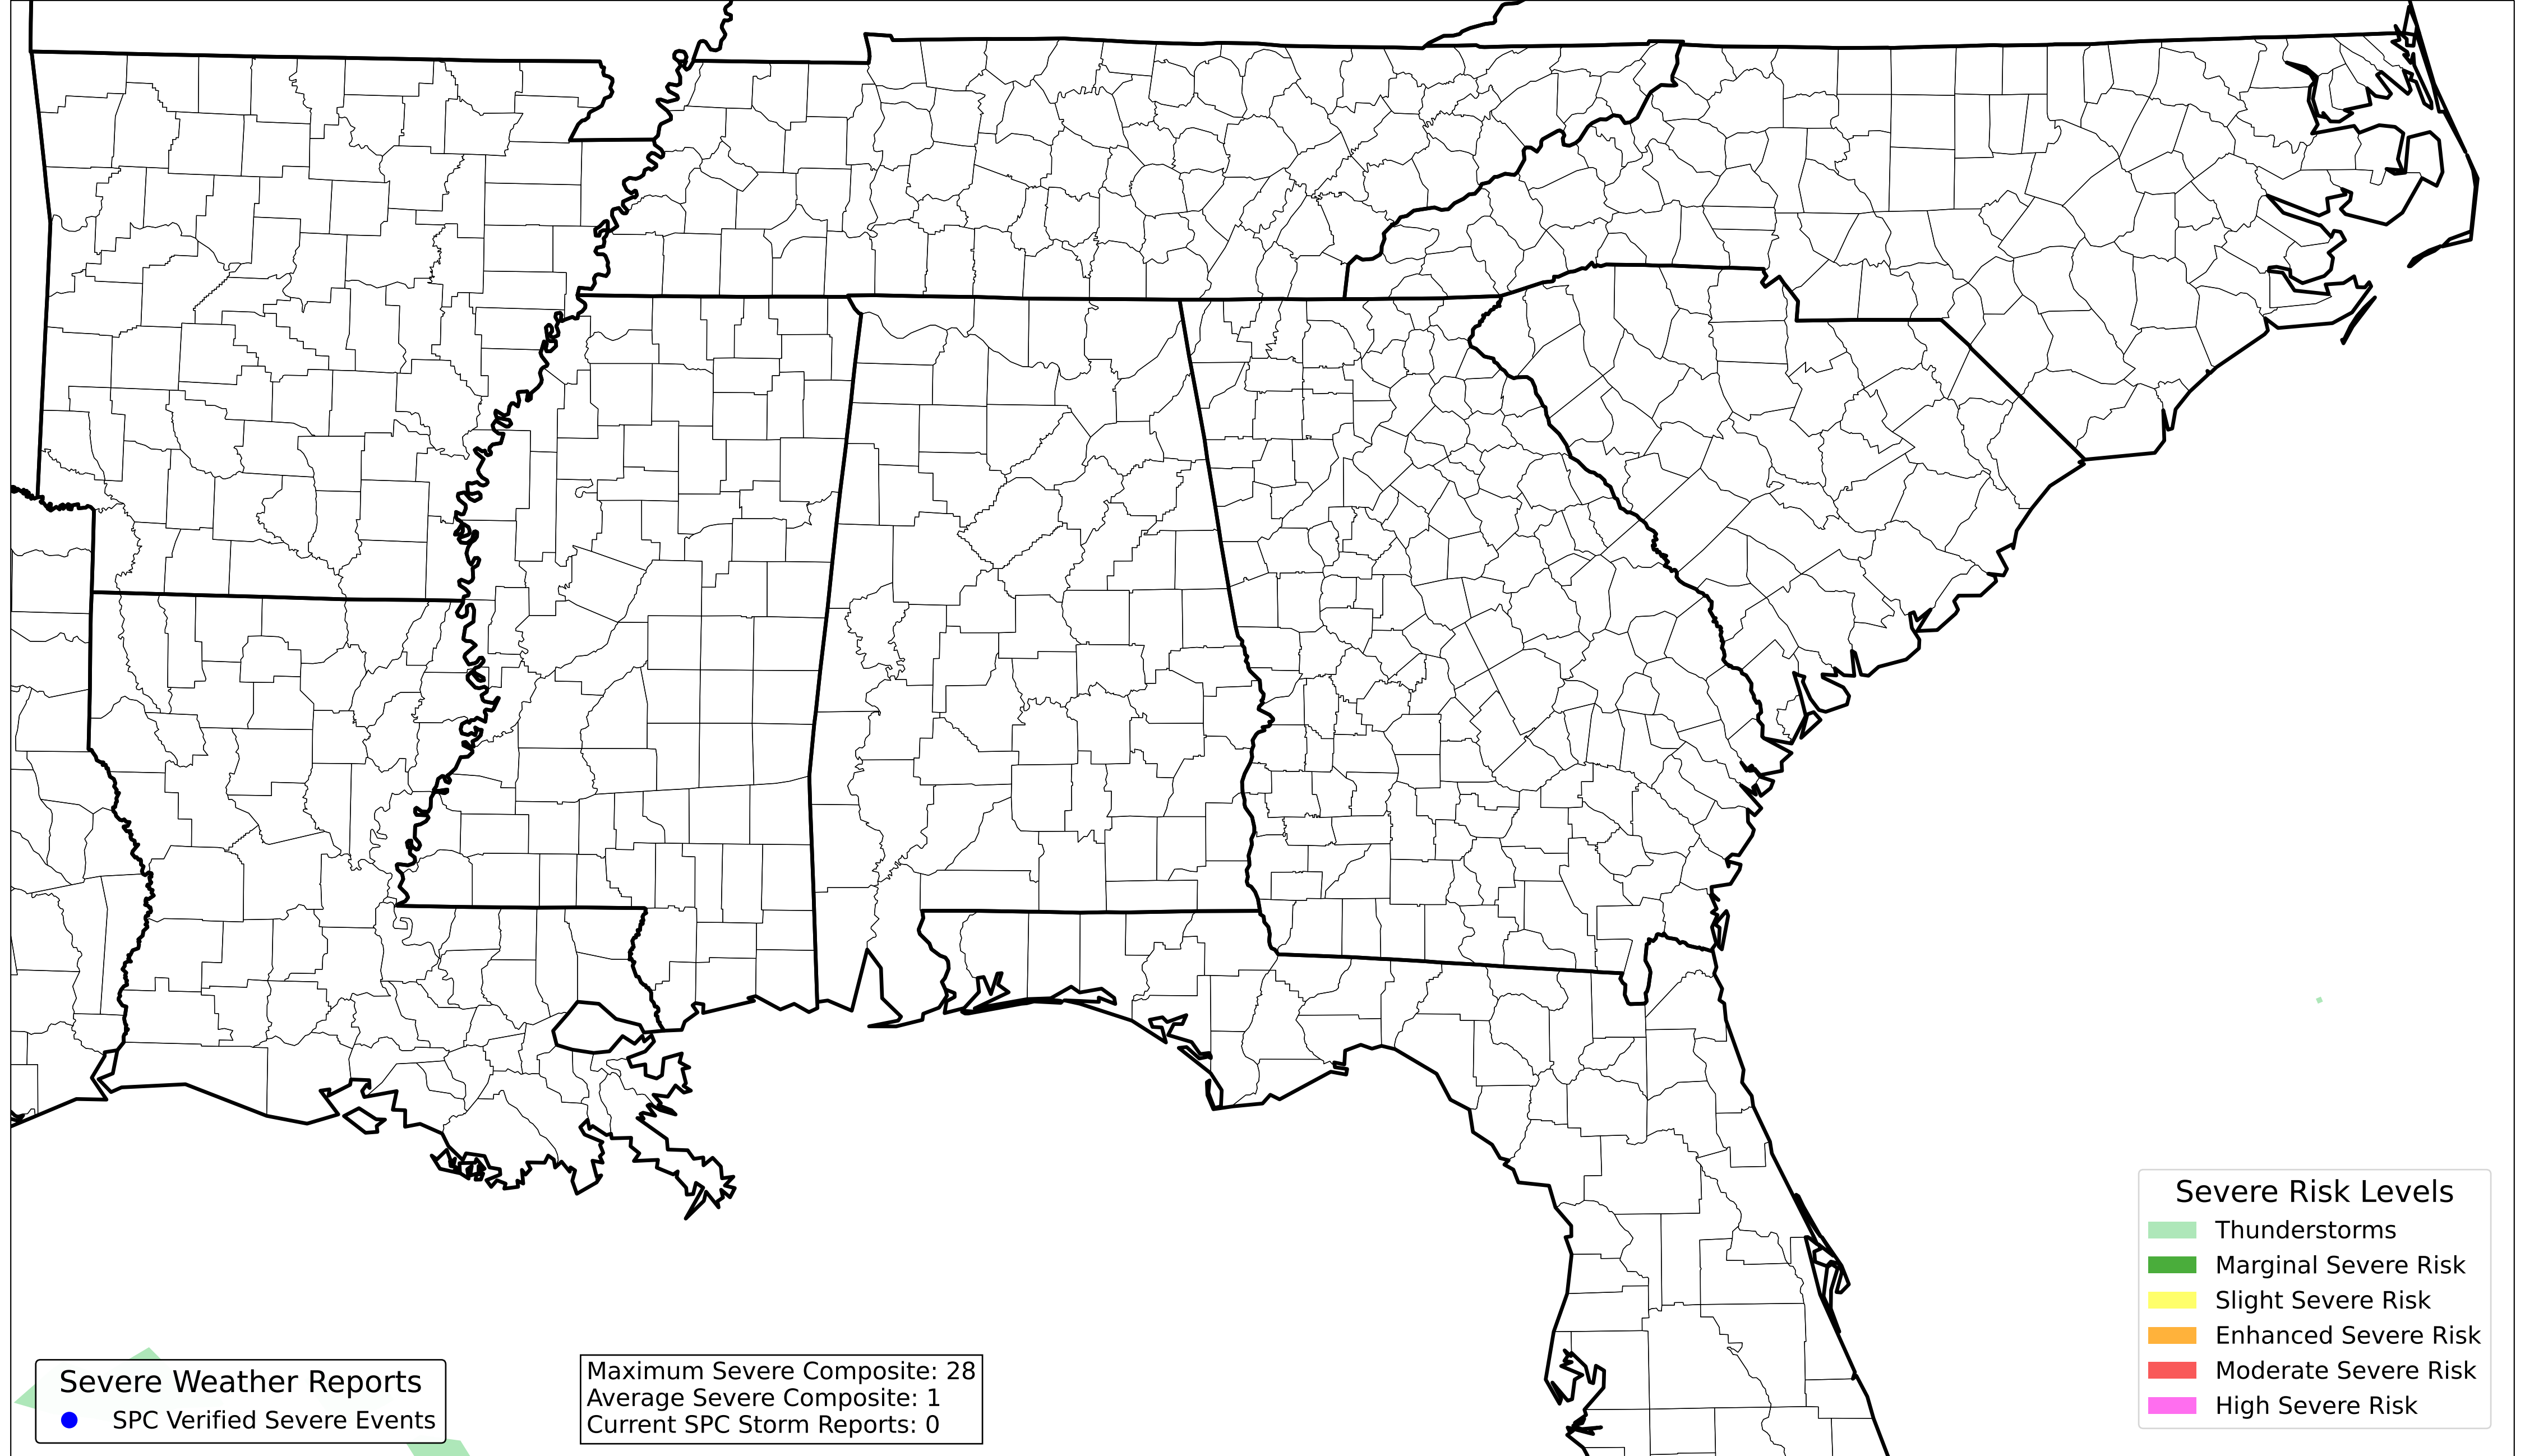 Severe Weather Reports
SPC Verified Severe Events
Maximum Severe Composite: 28
Average Severe Composite: 1
Current SPC Storm Reports: 0
Severe Risk Levels
Thunderstorms
Marginal Severe Risk
Slight Severe Risk
Enhanced Severe Risk
Moderate Severe Risk
High Severe Risk